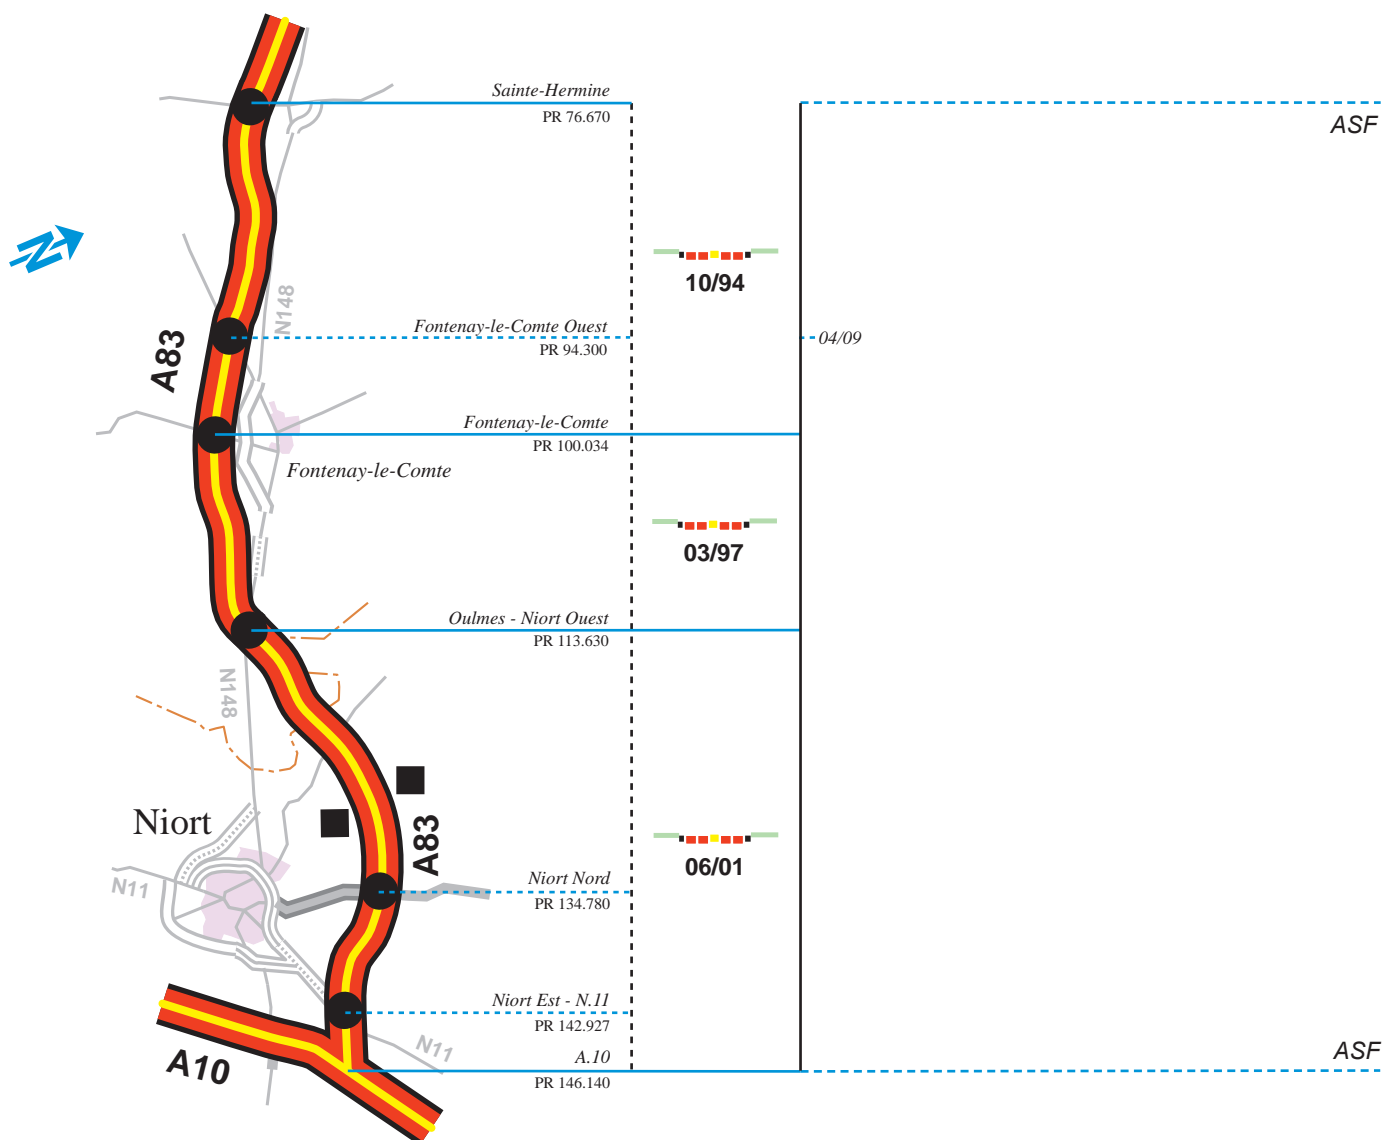 Sainte-Hermine
PR 76.670
ASF
N
10/94
N148
A83
Fontenay-le-Comte Ouest
PR 94.300
04/09
Fontenay-le-Comte
PR 100.034
Fontenay-le-Comte
03/97
Oulmes - Niort Ouest
PR 113.630
N148
Niort
A83
06/01
N11
Niort Nord
PR 134.780
Niort Est - N.11
PR 142.927
N11
A10
A.10
PR 146.140
ASF